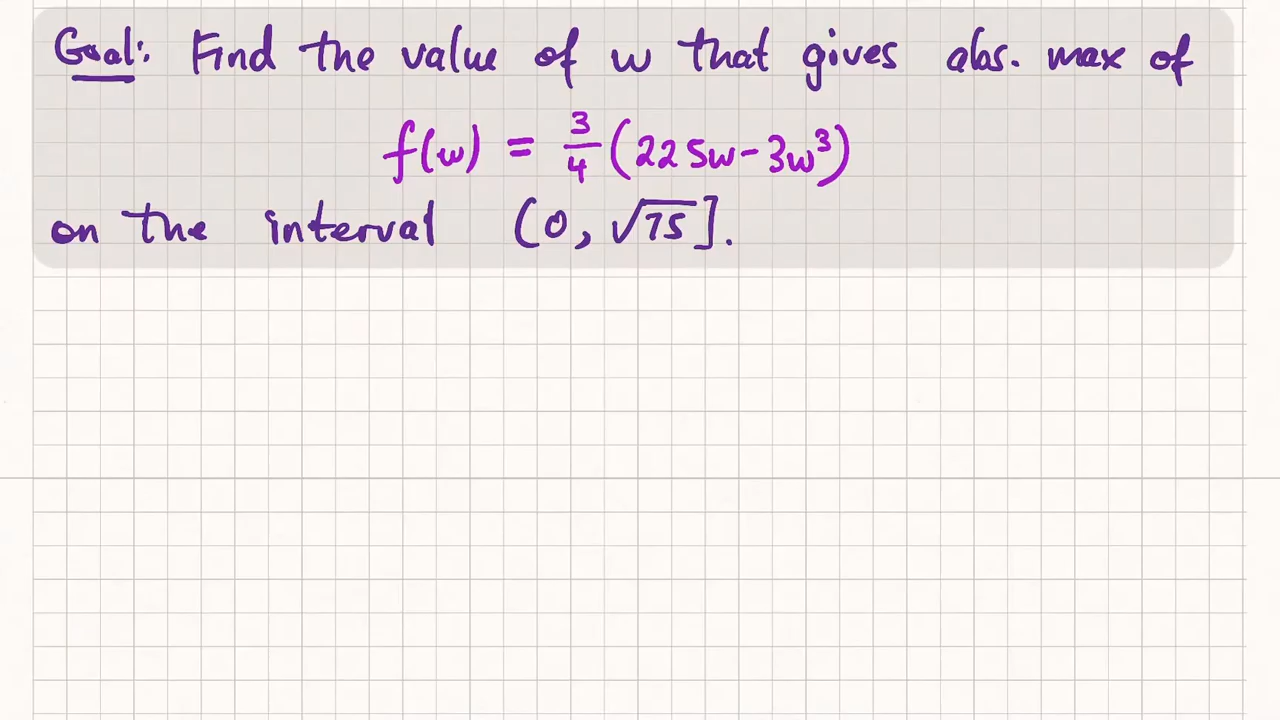 Goal: Find the value of w that gives abs. max of
f(w) = 3/4 (225w - 3w³)
on the interval (0, √75].